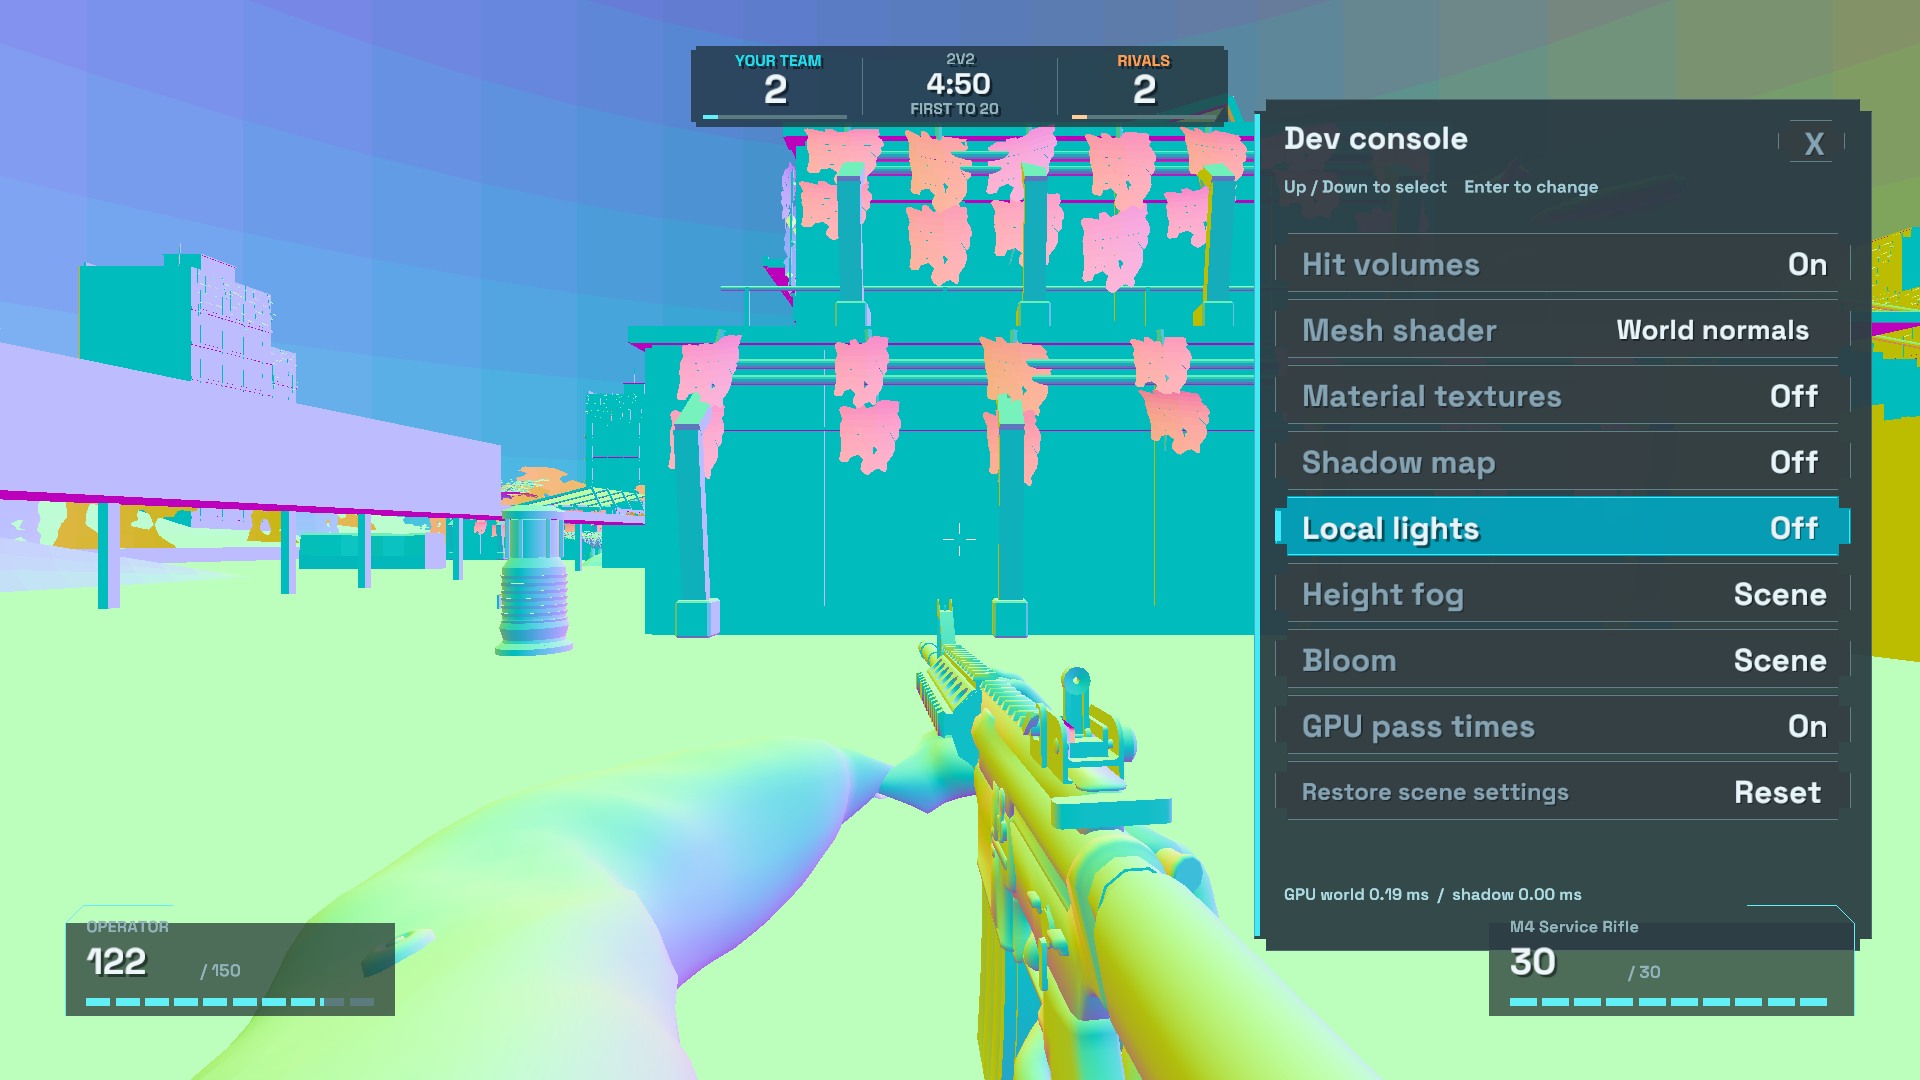 YOUR TEAM
2
2V2
4:50
FIRST TO 20
RIVALS
2
Dev console
X
Up / Down to select Enter to change
Hit volumes On
Mesh shader World normals
Material textures Off
Shadow map Off
Local lights Off
Height fog Scene
Bloom Scene
GPU pass times On
Restore scene settings Reset
GPU world 0.19 ms / shadow 0.00 ms
OPERATOR
122 / 150
M4 Service Rifle
30 / 30